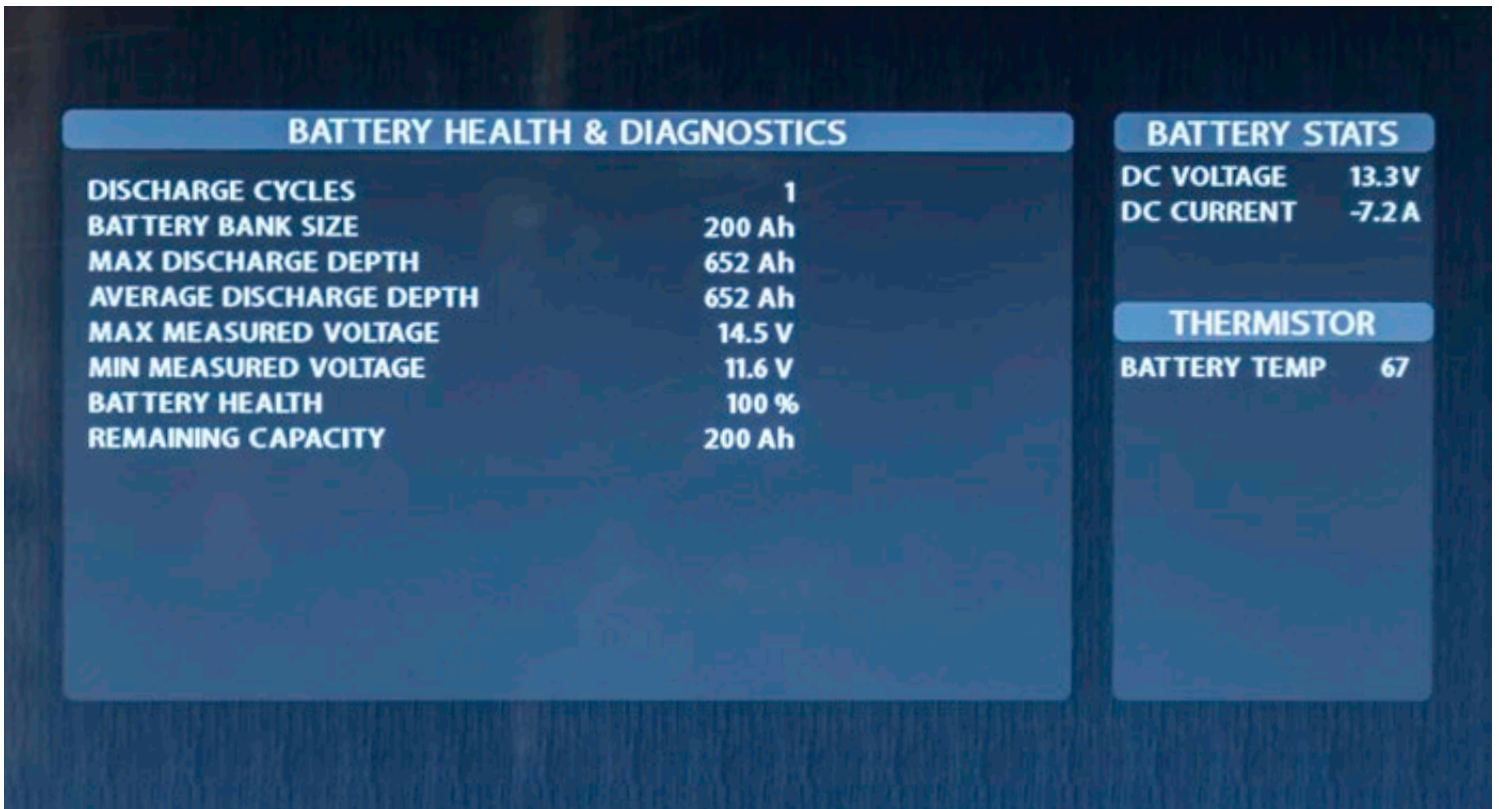 BATTERY HEALTH & DIAGNOSTICS
DISCHARGE CYCLES 1
BATTERY BANK SIZE 200 Ah
MAX DISCHARGE DEPTH 652 Ah
AVERAGE DISCHARGE DEPTH 652 Ah
MAX MEASURED VOLTAGE 14.5 V
MIN MEASURED VOLTAGE 11.6 V
BATTERY HEALTH 100 %
REMAINING CAPACITY 200 Ah
BATTERY STATS
DC VOLTAGE 13.3 V
DC CURRENT -7.2 A
THERMISTOR
BATTERY TEMP 67